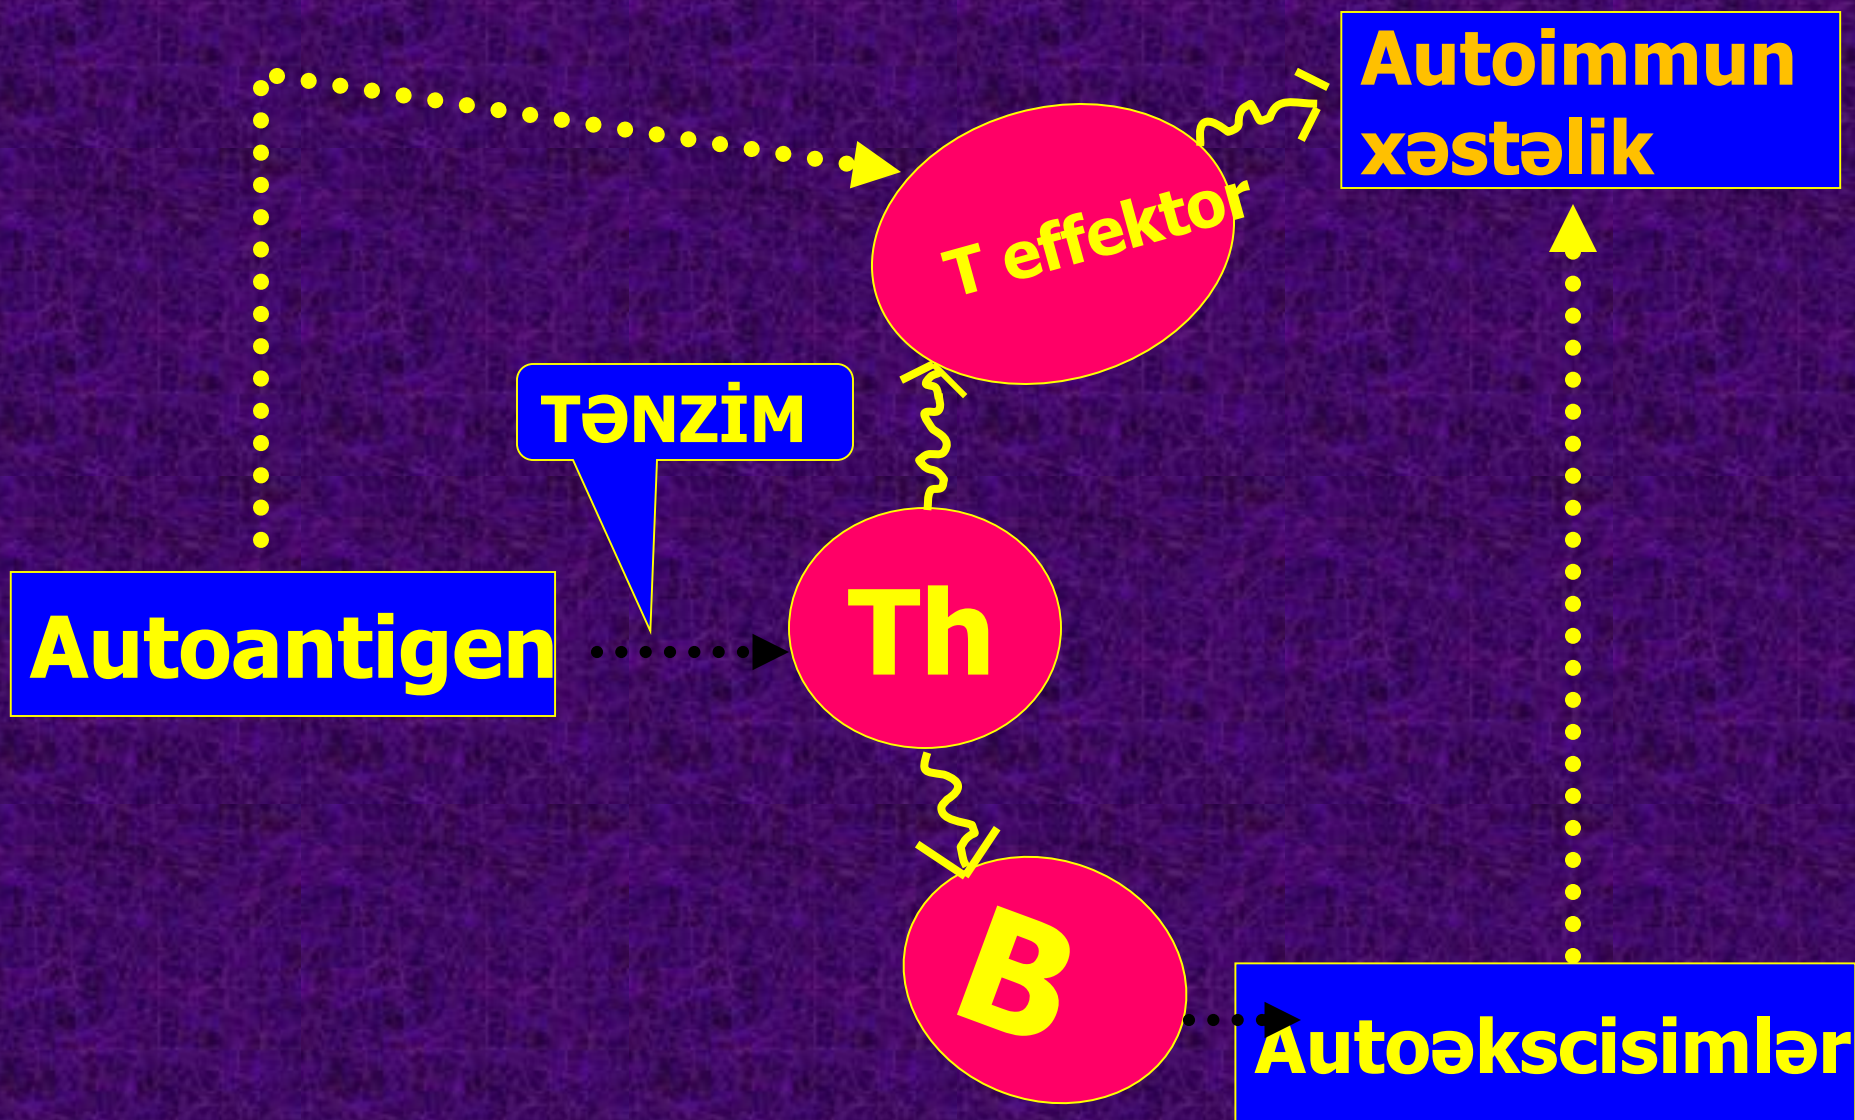 Autoimmun
xəstəlik
T effektor
TƏNZİM
Autoantigen
Th
B
Autoəkscisimlər